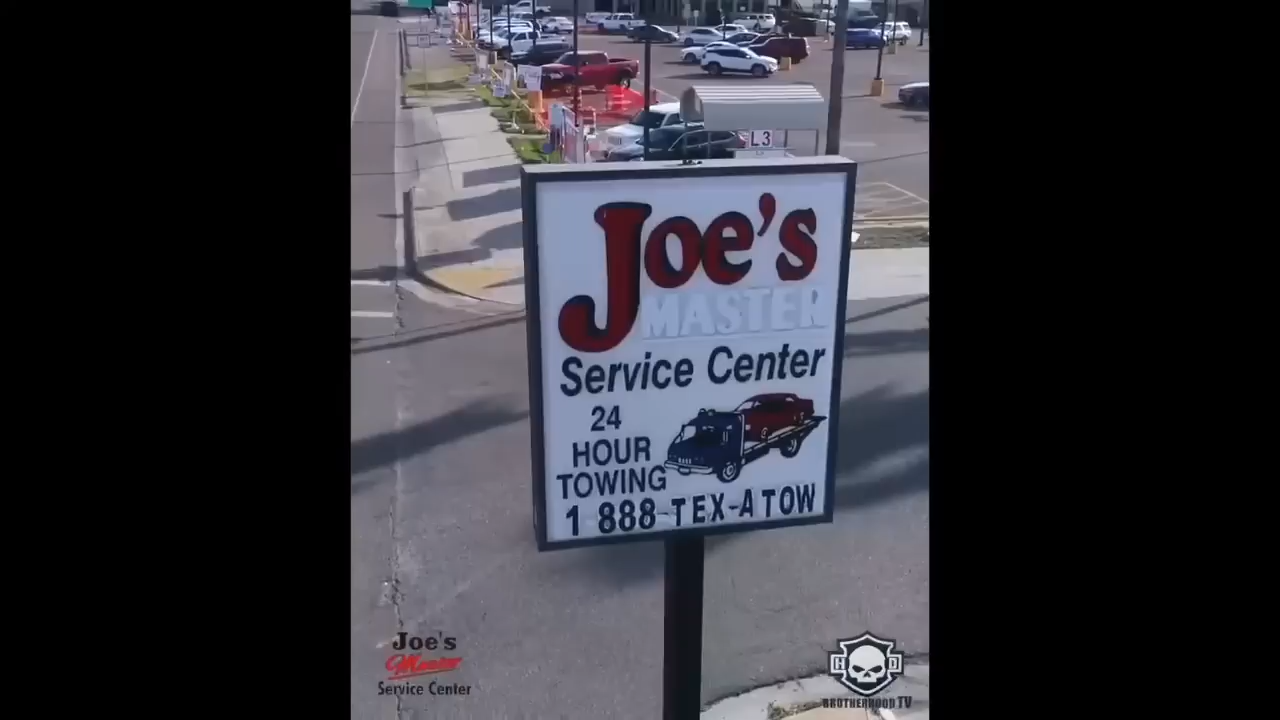 L3
Joe's
MASTER
Service Center
24
HOUR
TOWING
1 888-TEX-A TOW
Joe's
Master
Service Center
H D
BROTHERHOOD TV